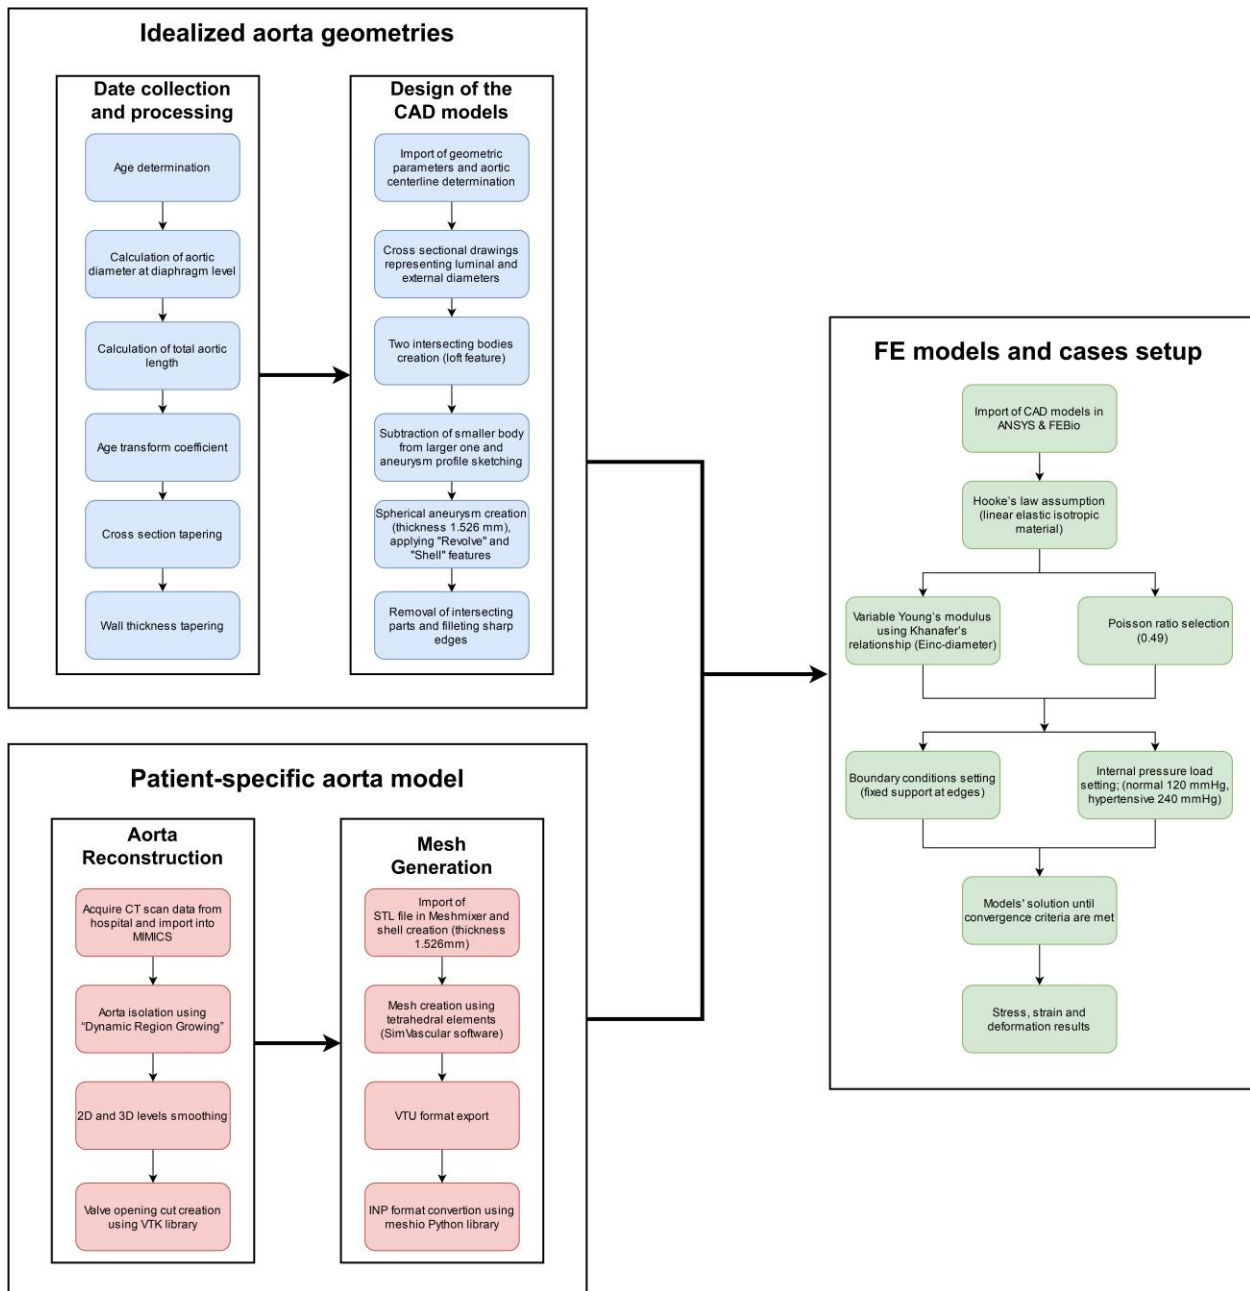 Idealized aorta geometries
Date collection
and processing
Age determination
Calculation of aortic
diameter at diaphragm level
Calculation of total aortic
length
Age transform coefficient
Cross section tapering
Wall thickness tapering
Design of the
CAD models
Import of geometric
parameters and aortic
centerline determination
Cross sectional drawings
representing luminal and
external diameters
Two intersecting bodies
creation (loft feature)
Subtraction of smaller body
from larger one and
aneurysm profile sketching
Spherical aneurysm creation
(thickness 1.526 mm),
applying "Revolve" and
"Shell" features
Removal of intersecting
parts and filleting sharp
edges
Patient-specific aorta model
Aorta
Reconstruction
Acquire CT scan data from
hospital and import into
MIMICS
Aorta isolation using
“Dynamic Region Growing”
2D and 3D levels smoothing
Valve opening cut creation
using VTK library
Mesh
Generation
Import of
STL file in Meshmixer and
shell creation (thickness
1.526mm)
Mesh creation using
tetrahedral elements
(SimVascular software)
VTU format export
INP format convertion using
meshio Python library
FE models and cases setup
Import of CAD models in
ANSYS & FEBio
Hooke’s law assumption
(linear elastic isotropic
material)
Variable Young’s modulus
using Khanafer’s
relationship (Einc-diameter)
Poisson ratio selection
(0.49)
Boundary conditions setting
(fixed support at edges)
Internal pressure load
setting; (normal 120 mmHg,
hypertensive 240 mmHg)
Models’ solution until
convergence criteria are met
Stress, strain and
deformation results